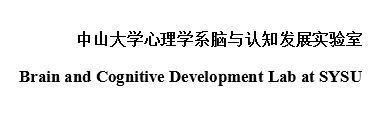 中山大学心理学系脑与认知发展实验室
Brain and Cognitive Development Lab at SYSU